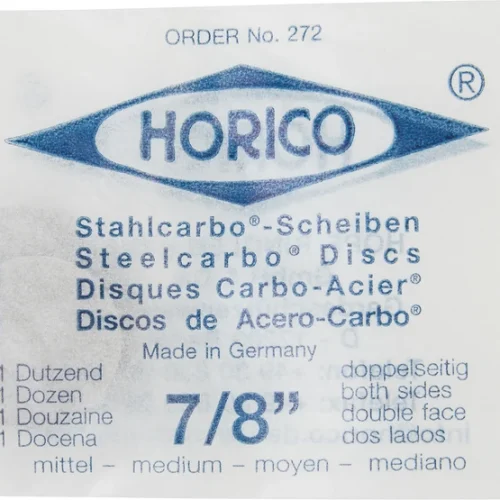 ORDER No. 272
HORICO ®
Stahlcarbo®-Scheiben
Steelcarbo® Discs
Disques Carbo-Acier®
Discos de Acero-Carbo®
Made in Germany
1 Dutzend
1 Dozen
1 Douzaine
1 Docena
7/8”
doppelseitig
both sides
double face
dos lados
mittel – medium – moyen – mediano